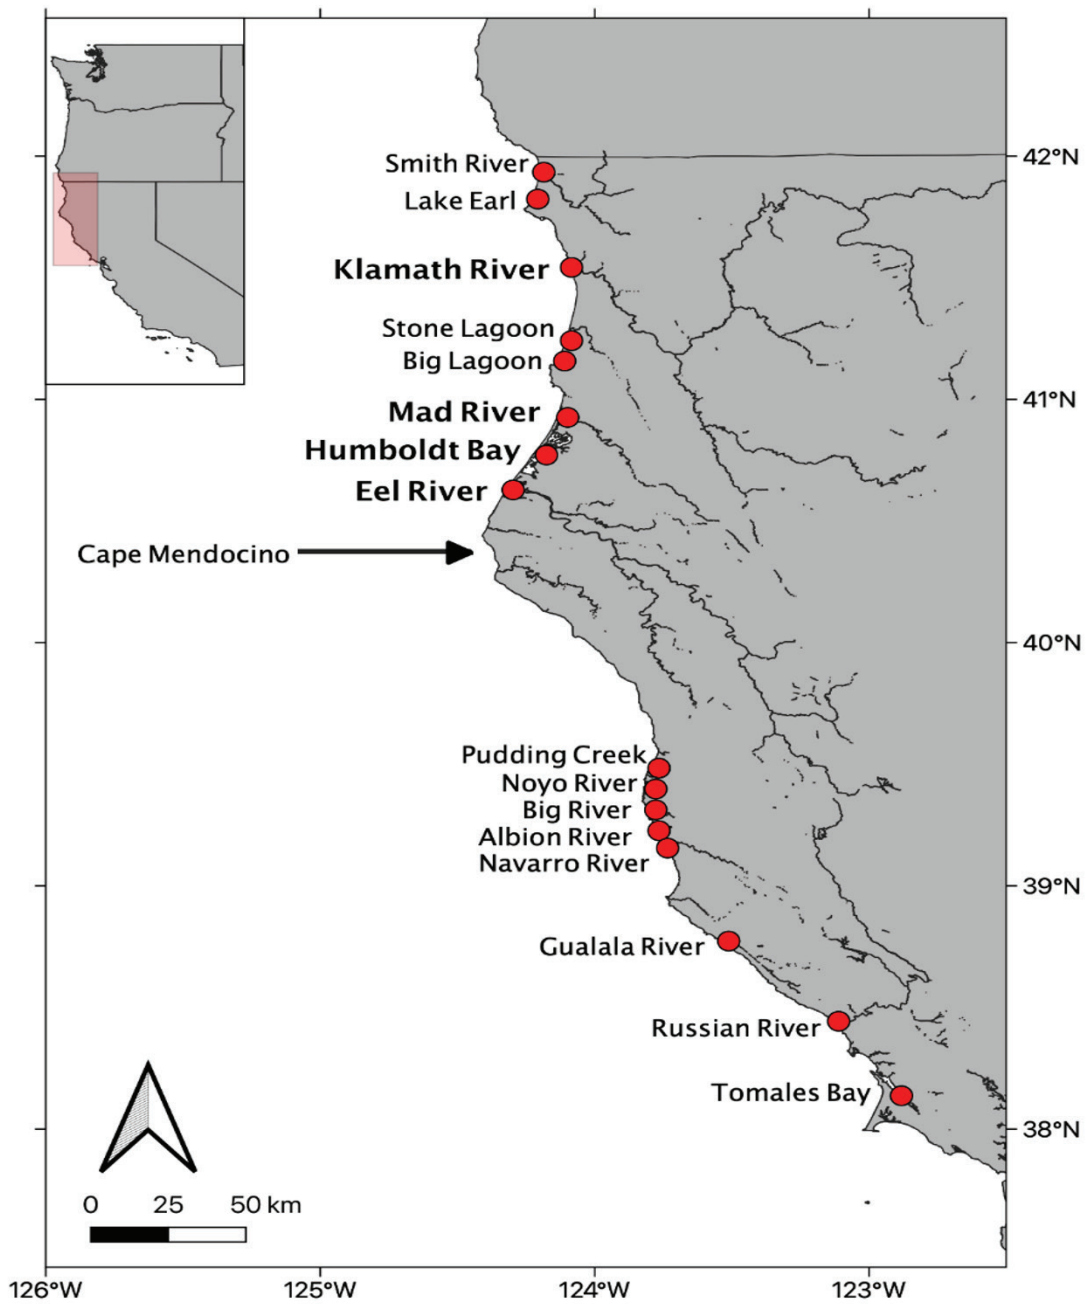 Smith River
42°N
Lake Earl
Klamath River
Stone Lagoon
Big Lagoon
41°N
Mad River
Humboldt Bay
Eel River
Cape Mendocino
40°N
Pudding Creek
Noyo River
Big River
Albion River
Navarro River
39°N
Gualala River
Russian River
Tomales Bay
38°N
0 25 50 km
126°W 125°W 124°W 123°W